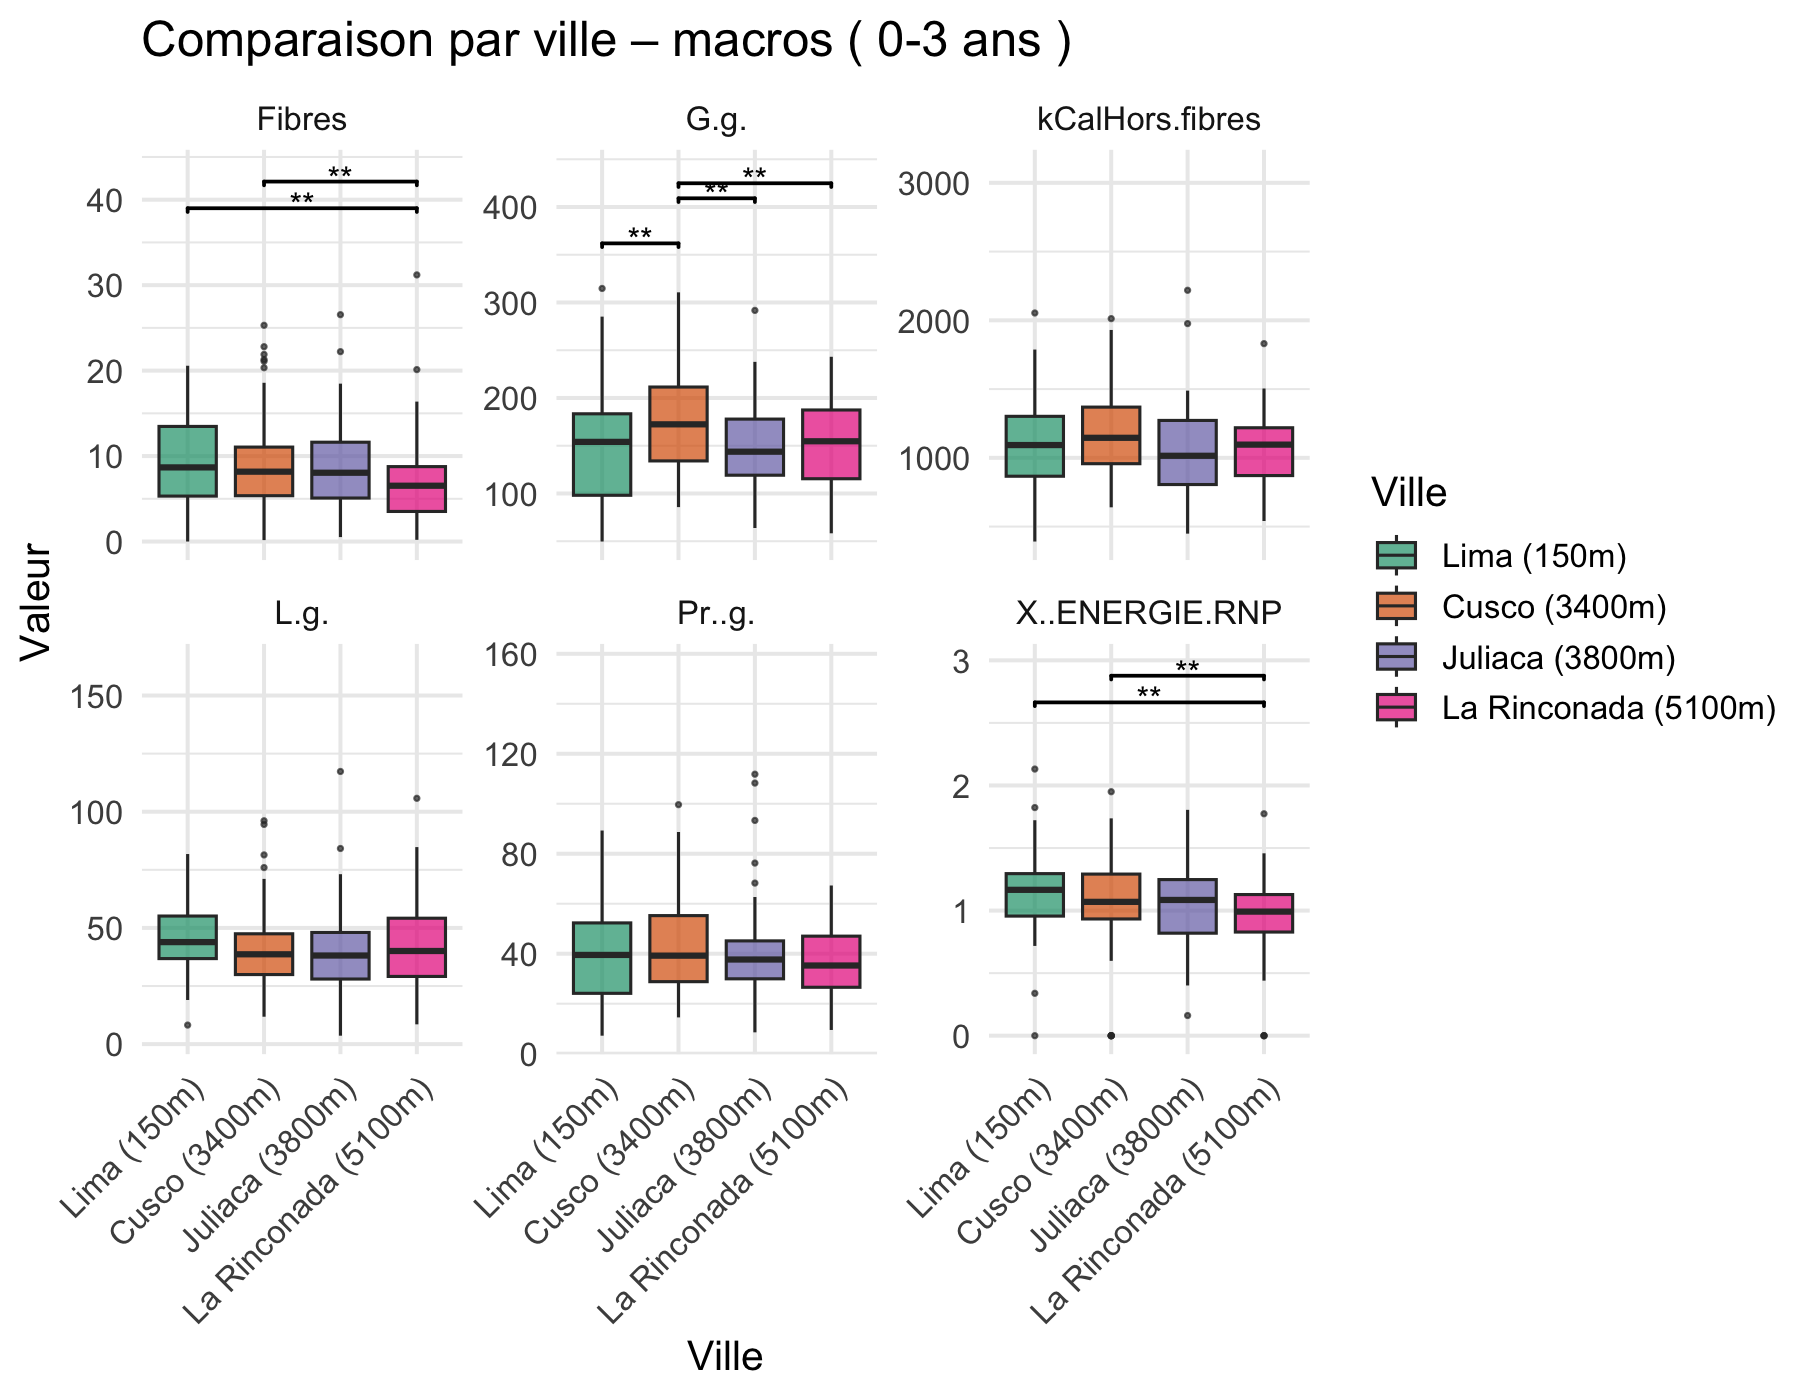 Comparaison par ville – macros ( 0-3 ans )
Fibres
G.g.
kCalHors.fibres
**
**
**
**
**
40
30
20
10
0
400
300
200
100
3000
2000
1000
Valeur
L.g.
Pr..g.
X..ENERGIE.RNP
**
**
150
100
50
0
160
120
80
40
0
3
2
1
0
Lima (150m)
Cusco (3400m)
Juliaca (3800m)
La Rinconada (5100m)
Lima (150m)
Cusco (3400m)
Juliaca (3800m)
La Rinconada (5100m)
Lima (150m)
Cusco (3400m)
Juliaca (3800m)
La Rinconada (5100m)
Ville
Ville
Lima (150m)
Cusco (3400m)
Juliaca (3800m)
La Rinconada (5100m)